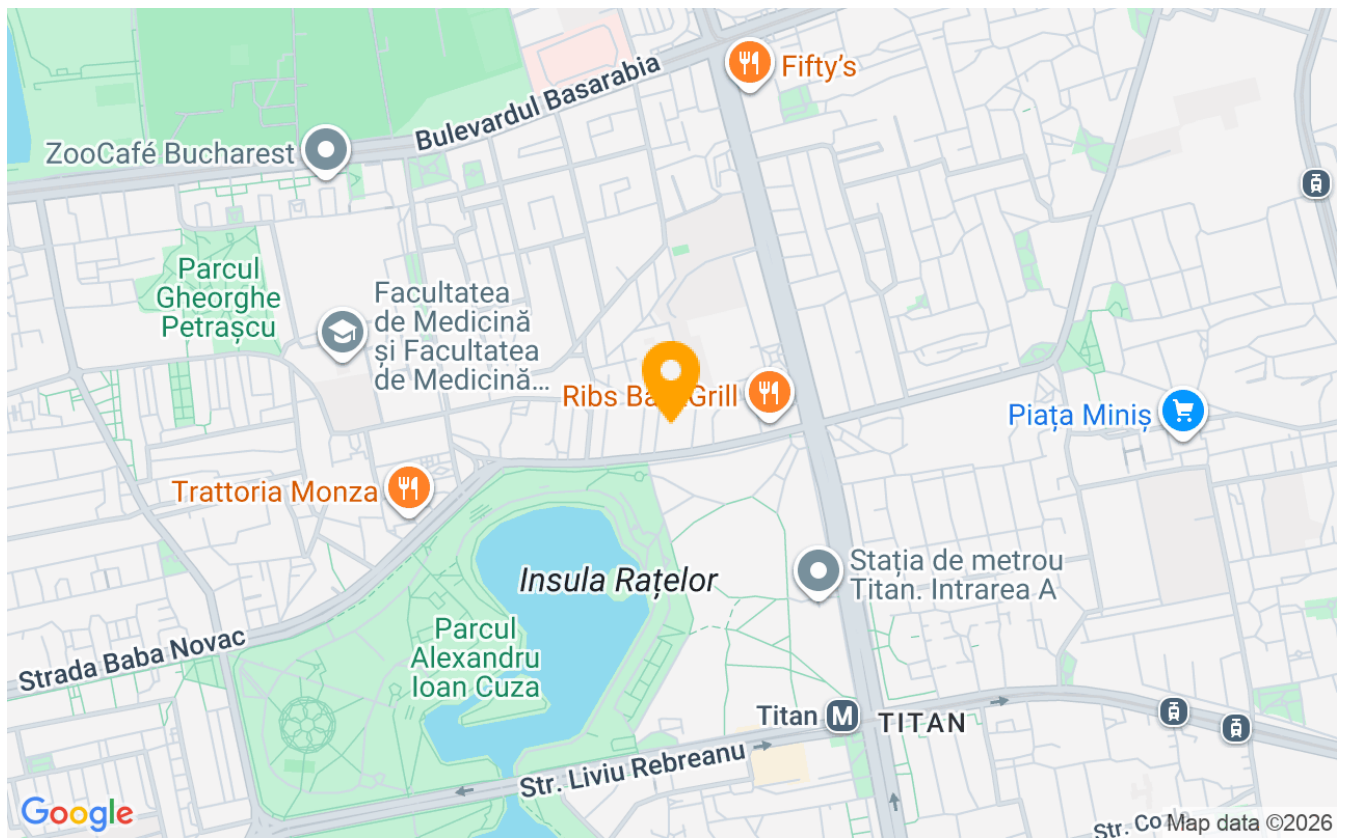 Fifty's
Bulevardul Basarabia
ZooCafé Bucharest
Parcul
Gheorghe
Petrașcu
Facultatea
de Medicină
și Facultatea
de Medicină...
Ribs Grill
Piața Miniș
Trattoria Monza
Insula Rațelor
Stația de metrou
Titan. Intrarea A
Parcul
Alexandru
Ioan Cuza
Strada Baba Novac
Titan M
TITAN
Str. Liviu Rebreanu
Google
Str.
Map data ©2026